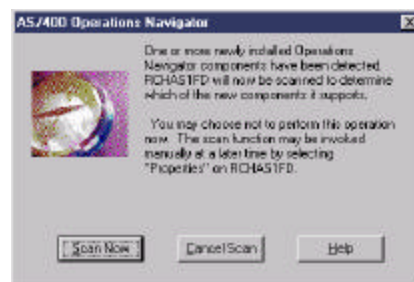 AS/400 Operations Navigator
One or more newly installed Operations
Navigator components have been detected.
RCHAS1FD will now be scanned to determine
which of the new components it supports.
You may choose not to perform this operation
now. The scan function may be invoked
manually at a later time by selecting
"Properties" on RCHAS1FD.
Scan Now
Cancel Scan
Help